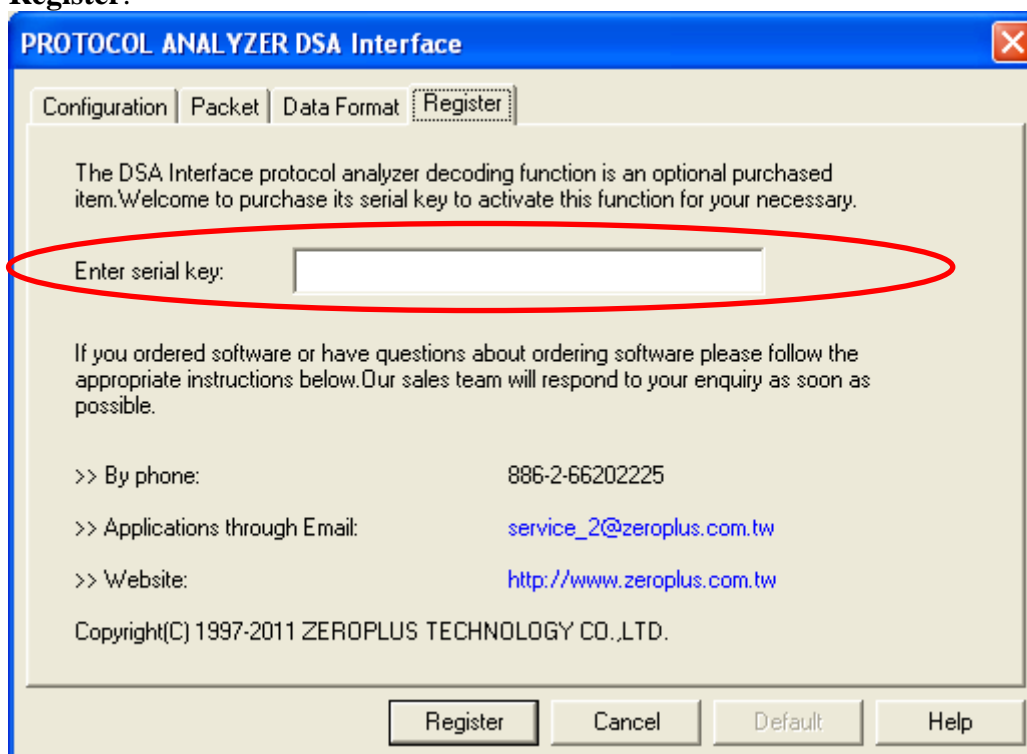 Register.
PROTOCOL ANALYZER DSA Interface
Configuration Packet Data Format Register
The DSA Interface protocol analyzer decoding function is an optional purchased
item.Welcome to purchase its serial key to activate this function for your necessary.
Enter serial key:
If you ordered software or have questions about ordering software please follow the
appropriate instructions below.Our sales team will respond to your enquiry as soon as
possible.
>> By phone: 886-2-66202225
>> Applications through Email: service_2@zeroplus.com.tw
>> Website: http://www.zeroplus.com.tw
Copyright(C) 1997-2011 ZEROPLUS TECHNOLOGY CO.,LTD.
Register Cancel Default Help